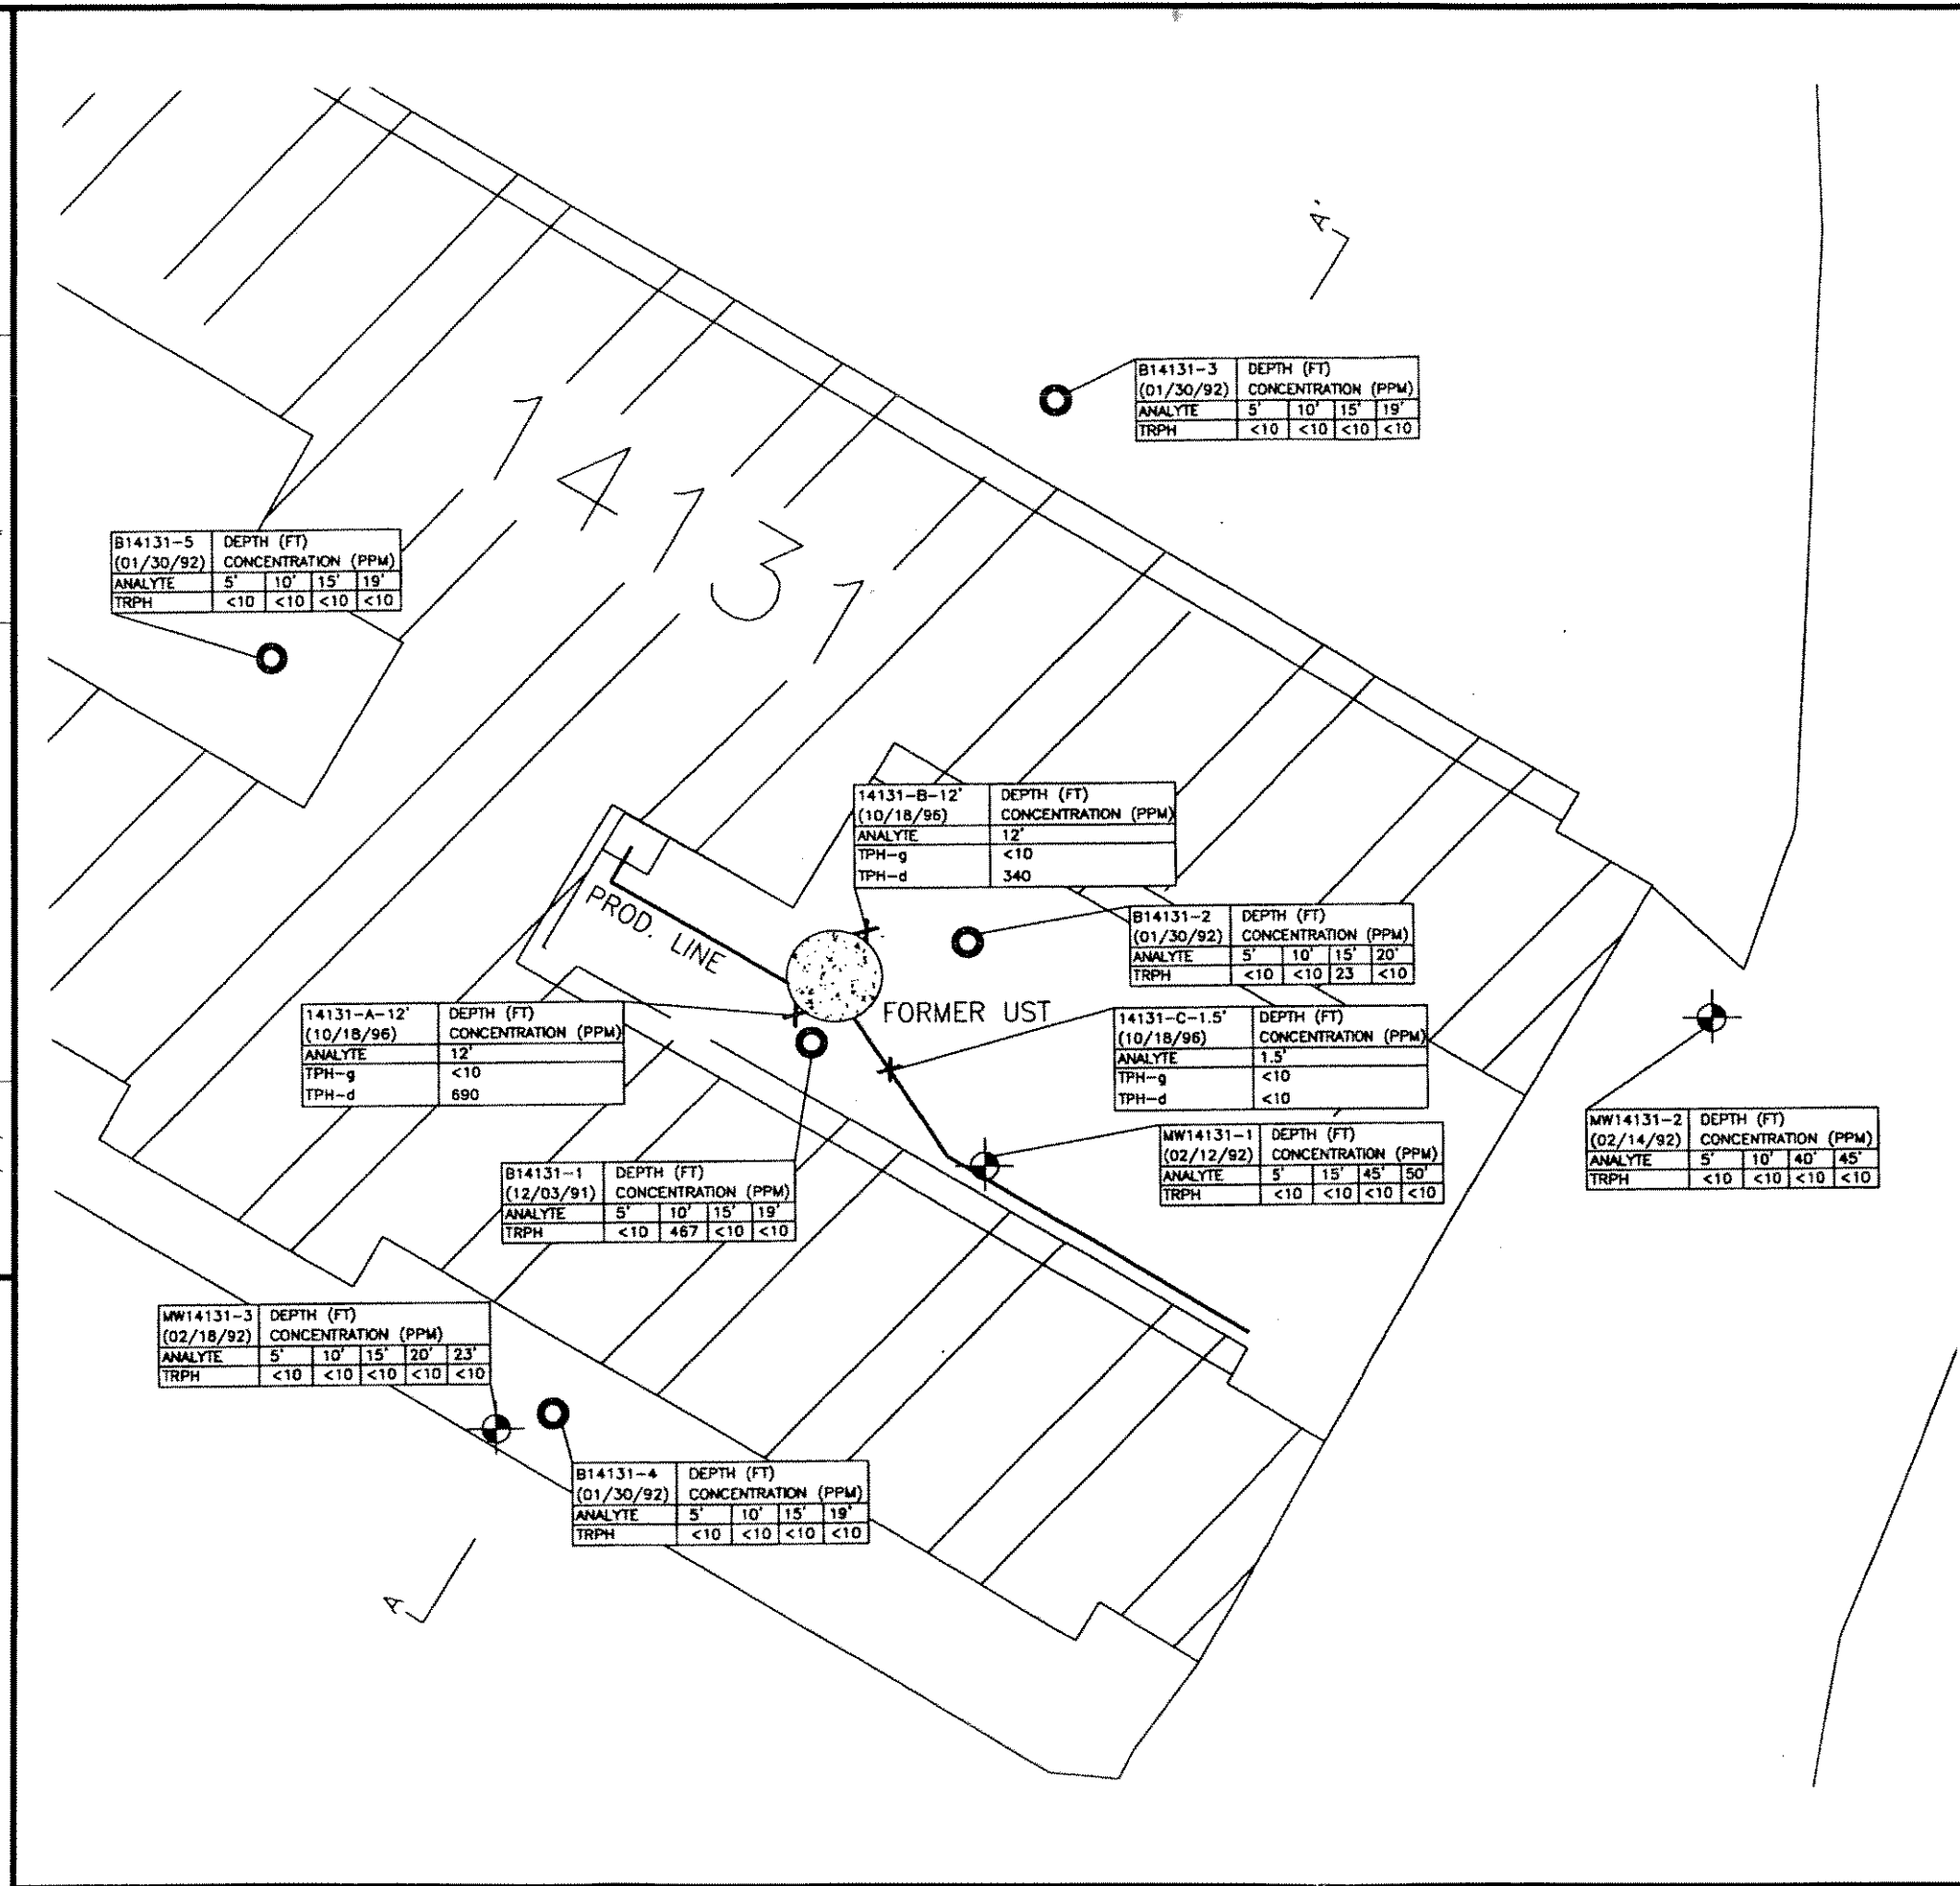 A'
B14131-3 DEPTH (FT)
(01/30/92) CONCENTRATION (PPM)
ANALYTE 5' 10' 15' 19'
TRPH <10 <10 <10 <10
14131
B14131-5 DEPTH (FT)
(01/30/92) CONCENTRATION (PPM)
ANALYTE 5' 10' 15' 19'
TRPH <10 <10 <10 <10
14131-B-12' DEPTH (FT)
(10/18/96) CONCENTRATION (PPM)
ANALYTE 12'
TPH-g <10
TPH-d 340
PROD. LINE
B14131-2 DEPTH (FT)
(01/30/92) CONCENTRATION (PPM)
ANALYTE 5' 10' 15' 20'
TRPH <10 <10 23 <10
FORMER UST
14131-A-12' DEPTH (FT)
(10/18/96) CONCENTRATION (PPM)
ANALYTE 12'
TPH-g <10
TPH-d 690
14131-C-1.5' DEPTH (FT)
(10/18/96) CONCENTRATION (PPM)
ANALYTE 1.5'
TPH-g <10
TPH-d <10
MW14131-2 DEPTH (FT)
(02/14/92) CONCENTRATION (PPM)
ANALYTE 5' 10' 40' 45'
TRPH <10 <10 <10 <10
MW14131-1 DEPTH (FT)
(02/12/92) CONCENTRATION (PPM)
ANALYTE 5' 15' 45' 50'
TRPH <10 <10 <10 <10
B14131-1 DEPTH (FT)
(12/03/91) CONCENTRATION (PPM)
ANALYTE 5' 10' 15' 19'
TRPH <10 467 <10 <10
MW14131-3 DEPTH (FT)
(02/18/92) CONCENTRATION (PPM)
ANALYTE 5' 10' 15' 20' 23'
TRPH <10 <10 <10 <10 <10
B14131-4 DEPTH (FT)
(01/30/92) CONCENTRATION (PPM)
ANALYTE 5' 10' 15' 19'
TRPH <10 <10 <10 <10
A